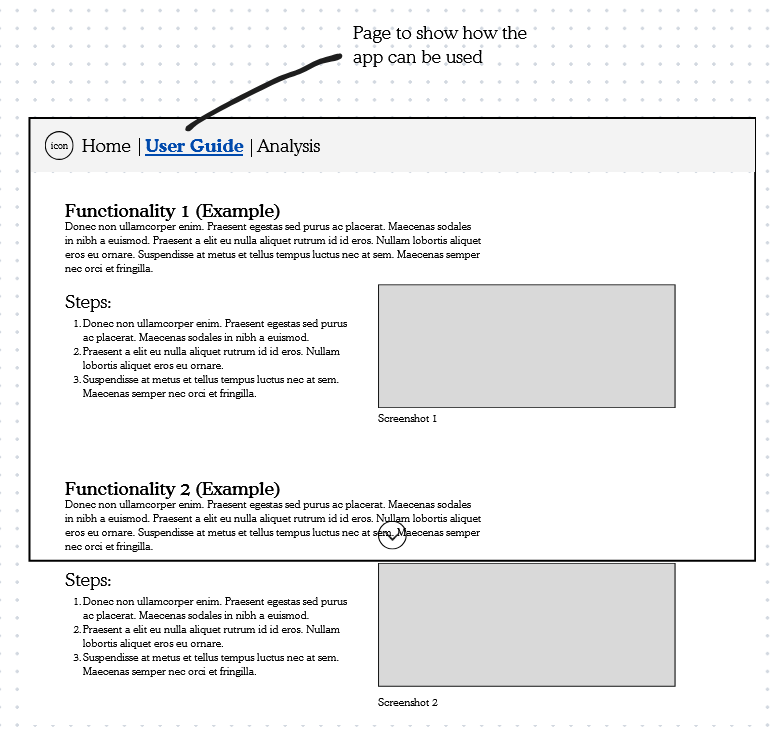 Page to show how the
app can be used
icon Home | User Guide | Analysis
Functionality 1 (Example)
Donec non ullamcorper enim. Praesent egestas sed purus ac placerat. Maecenas sodales
in nibh a euismod. Praesent a elit eu nulla aliquet rutrum id id eros. Nullam lobortis aliquet
eros eu ornare. Suspendisse at metus et tellus tempus luctus nec at sem. Maecenas semper
nec orci et fringilla.
Steps:
1. Donec non ullamcorper enim. Praesent egestas sed purus
ac placerat. Maecenas sodales in nibh a euismod.
2. Praesent a elit eu nulla aliquet rutrum id id eros. Nullam
lobortis aliquet eros eu ornare.
3. Suspendisse at metus et tellus tempus luctus nec at sem.
Maecenas semper nec orci et fringilla.
Screenshot 1
Functionality 2 (Example)
Donec non ullamcorper enim. Praesent egestas sed purus ac placerat. Maecenas sodales
in nibh a euismod. Praesent a elit eu nulla aliquet rutrum id id eros. Nullam lobortis aliquet
eros eu ornare. Suspendisse at metus et tellus tempus luctus nec at sem. Maecenas semper
nec orci et fringilla.
Steps:
1. Donec non ullamcorper enim. Praesent egestas sed purus
ac placerat. Maecenas sodales in nibh a euismod.
2. Praesent a elit eu nulla aliquet rutrum id id eros. Nullam
lobortis aliquet eros eu ornare.
3. Suspendisse at metus et tellus tempus luctus nec at sem.
Maecenas semper nec orci et fringilla.
Screenshot 2